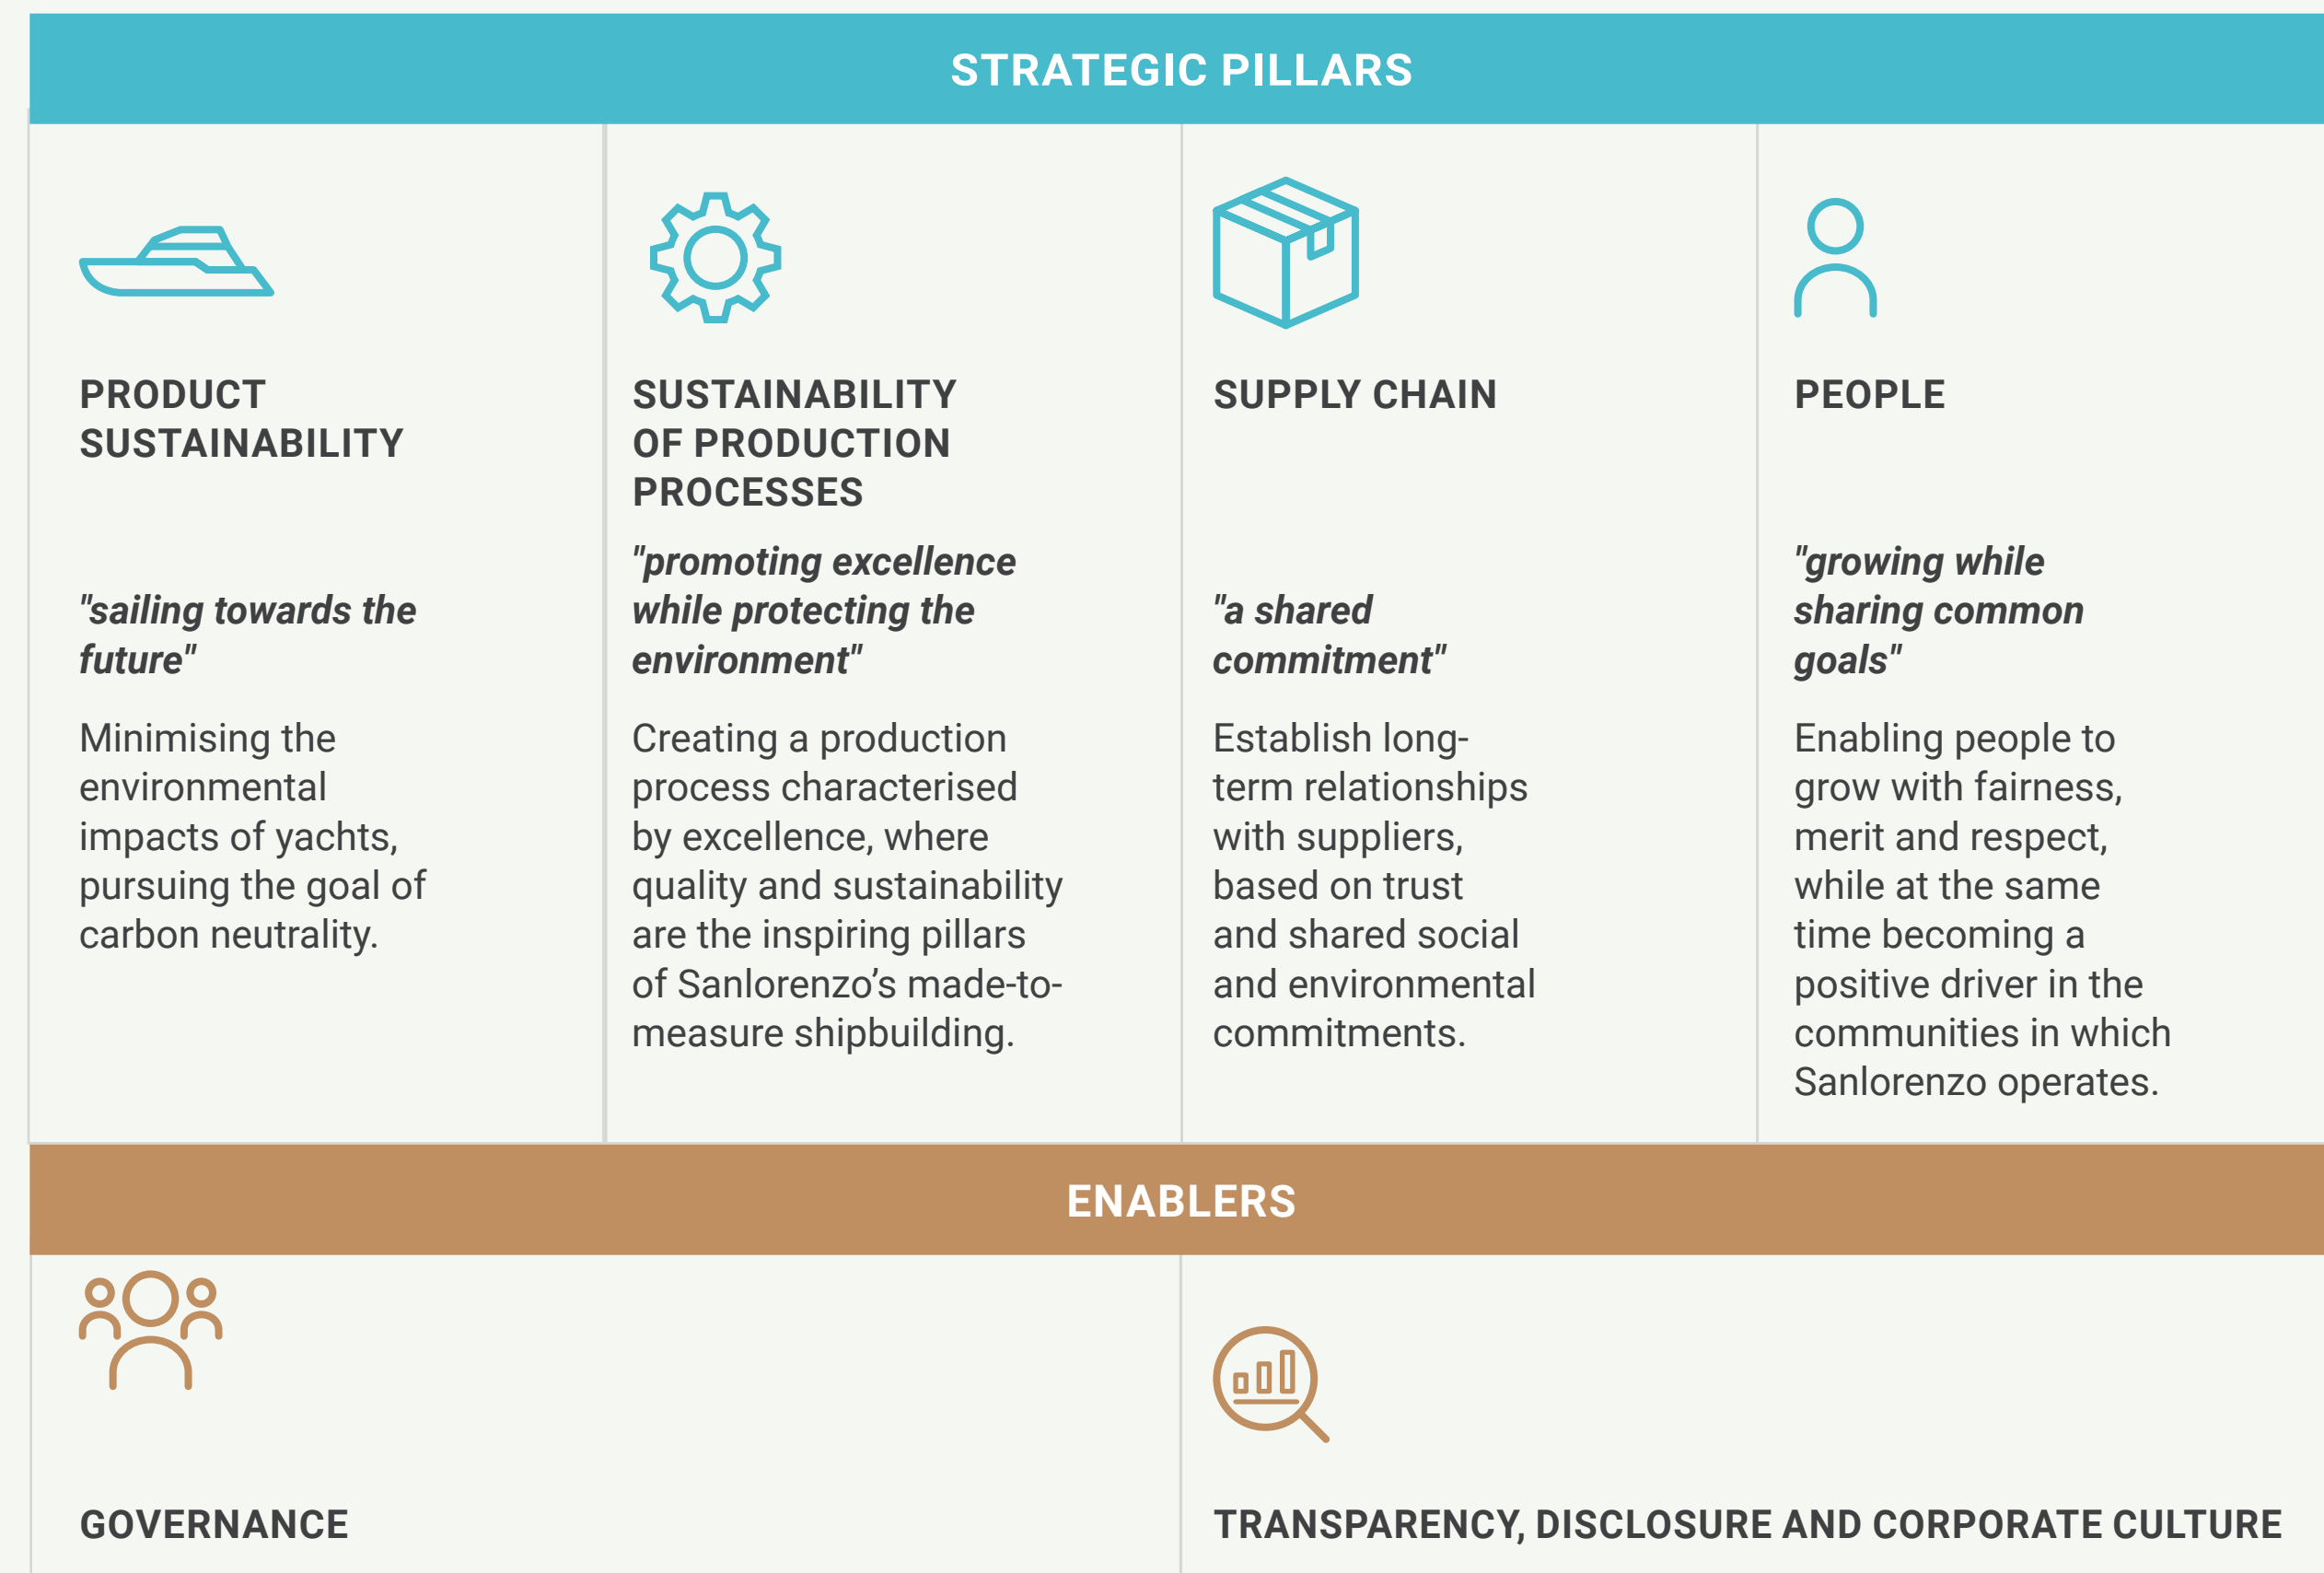 STRATEGIC PILLARS
PRODUCT
SUSTAINABILITY
"sailing towards the
future"
Minimising the
environmental
impacts of yachts,
pursuing the goal of
carbon neutrality.
SUSTAINABILITY
OF PRODUCTION
PROCESSES
"promoting excellence
while protecting the
environment"
Creating a production
process characterised
by excellence, where
quality and sustainability
are the inspiring pillars
of Sanlorenzo’s made-to-
measure shipbuilding.
SUPPLY CHAIN
"a shared
commitment"
Establish long-
term relationships
with suppliers,
based on trust
and shared social
and environmental
commitments.
PEOPLE
"growing while
sharing common
goals"
Enabling people to
grow with fairness,
merit and respect,
while at the same
time becoming a
positive driver in the
communities in which
Sanlorenzo operates.
ENABLERS
GOVERNANCE
TRANSPARENCY, DISCLOSURE AND CORPORATE CULTURE